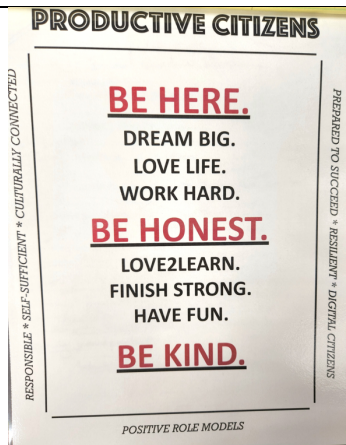 PRODUCTIVE CITIZENS
BE HERE.
DREAM BIG.
LOVE LIFE.
WORK HARD.
BE HONEST.
LOVE2LEARN.
FINISH STRONG.
HAVE FUN.
BE KIND.
RESPONSIBLE * SELF-SUFFICIENT * CULTURALLY CONNECTED
PREPARED TO SUCCEED * RESILIENT * DIGITAL CITIZENS
POSITIVE ROLE MODELS